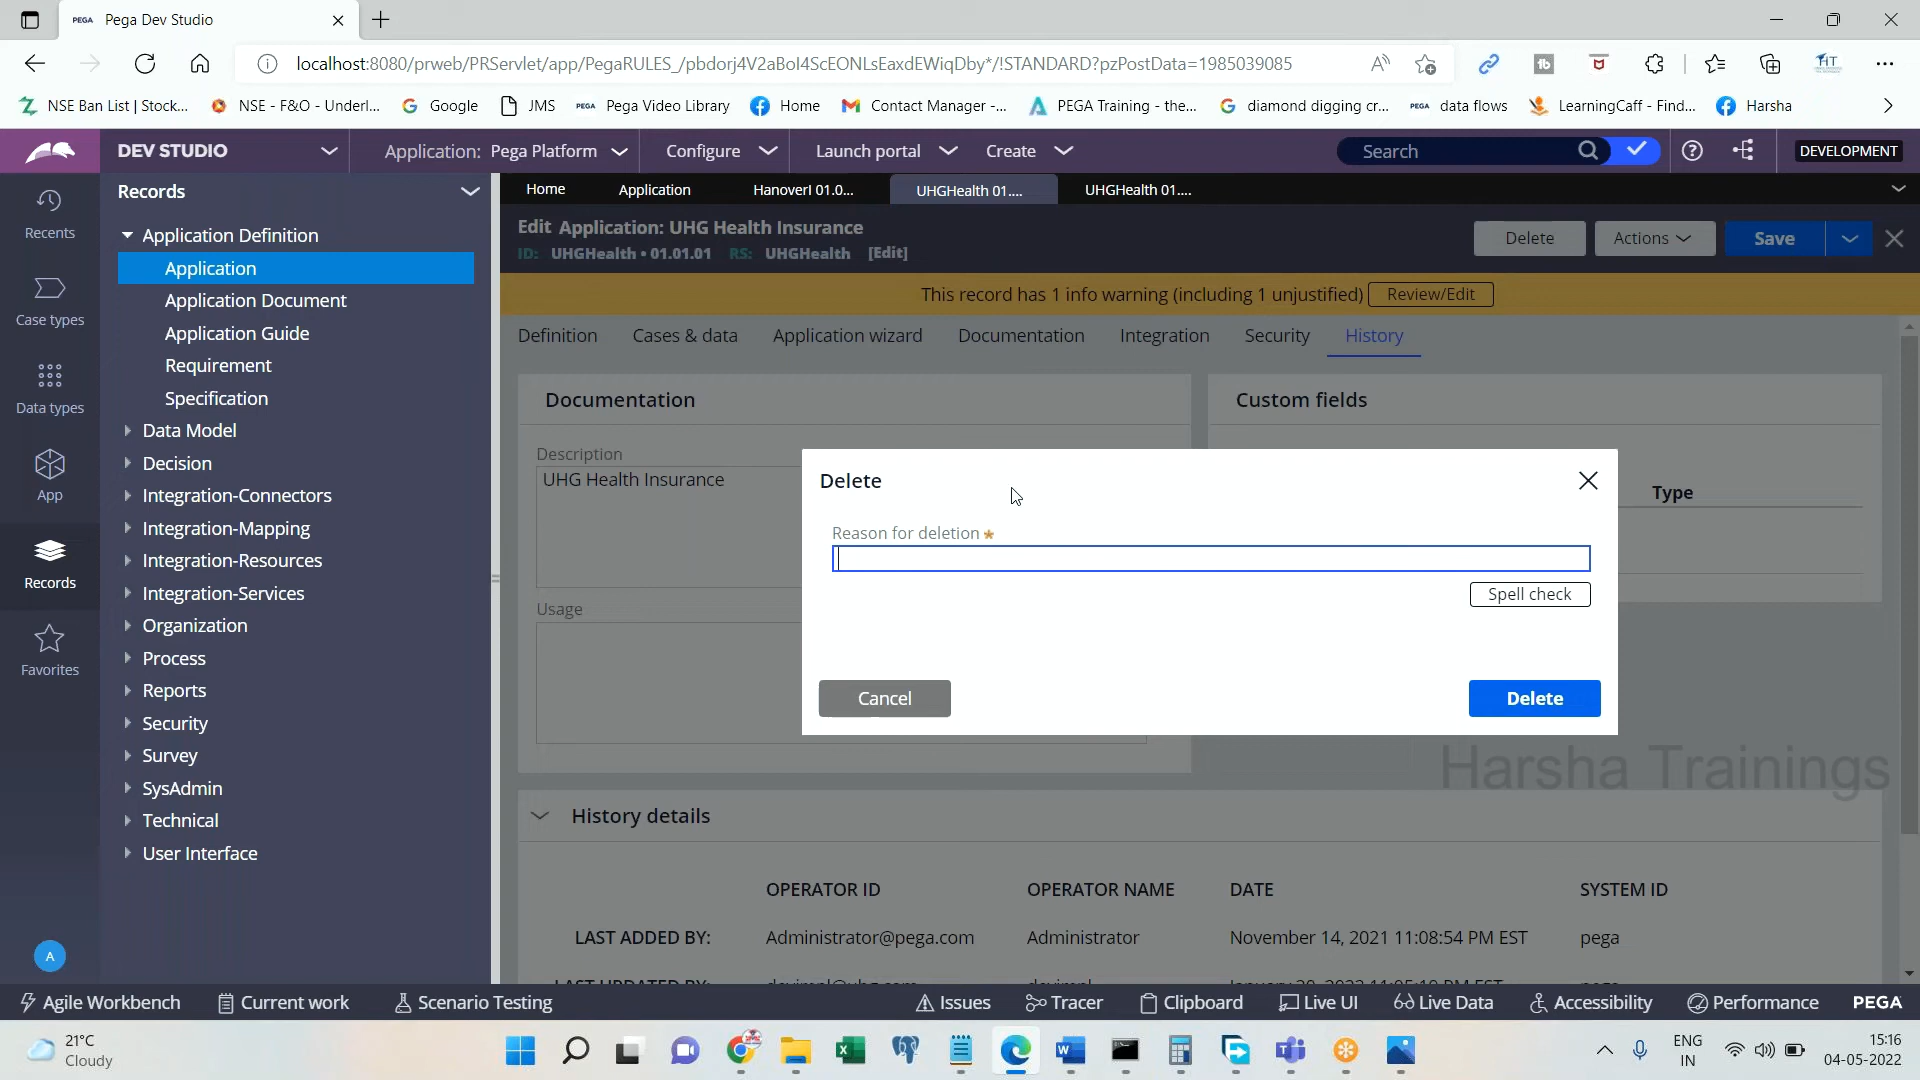 PEGA Pega Dev Studio
localhost:8080/prweb/PRServlet/app/PegaRULES_/pbdorj4V2aBoI4ScEONLsEaxdEWiqDby*/!STANDARD?pzPostData=1985039085
NSE Ban List | Stock... NSE - F&O - Underl... Google JMS PEGA Pega Video Library Home Contact Manager -... PEGA Training - the... diamond digging cr... PEGA data flows LearningCaff - Find... Harsha
DEV STUDIO Application: Pega Platform Configure Launch portal Create Search DEVELOPMENT
Records
Home Application HanoverI 01.0... UHGHealth 01.... UHGHealth 01....
Recents
Case types
Data types
App
Records
Favorites
A
Application Definition
Application
Application Document
Application Guide
Requirement
Specification
Data Model
Decision
Integration-Connectors
Integration-Mapping
Integration-Resources
Integration-Services
Organization
Process
Reports
Security
Survey
SysAdmin
Technical
User Interface
Edit Application: UHG Health Insurance
ID: UHGHealth • 01.01.01 RS: UHGHealth [Edit]
Delete Actions Save
This record has 1 info warning (including 1 unjustified) Review/Edit
Definition Cases & data Application wizard Documentation Integration Security History
Documentation
Custom fields
Description
UHG Health Insurance
Type
Usage
Delete
Reason for deletion *
Spell check
Cancel Delete
Harsha Trainings
History details
OPERATOR ID OPERATOR NAME DATE SYSTEM ID
LAST ADDED BY: Administrator@pega.com Administrator November 14, 2021 11:08:54 PM EST pega
Agile Workbench Current work Scenario Testing Issues Tracer Clipboard Live UI Live Data Accessibility Performance PEGA
21°C
Cloudy
ENG
IN
15:16
04-05-2022